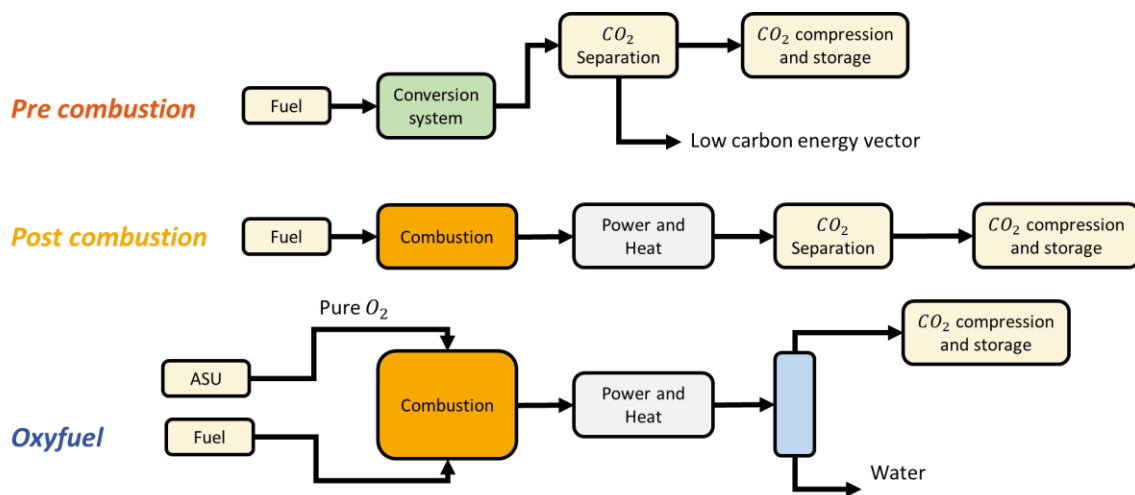 Pre combustion
Fuel
Conversion
system
CO₂
Separation
CO₂ compression
and storage
Low carbon energy vector
Post combustion
Fuel
Combustion
Power and
Heat
CO₂
Separation
CO₂ compression
and storage
Oxyfuel
Pure O₂
ASU
Fuel
Combustion
Power and
Heat
CO₂ compression
and storage
Water